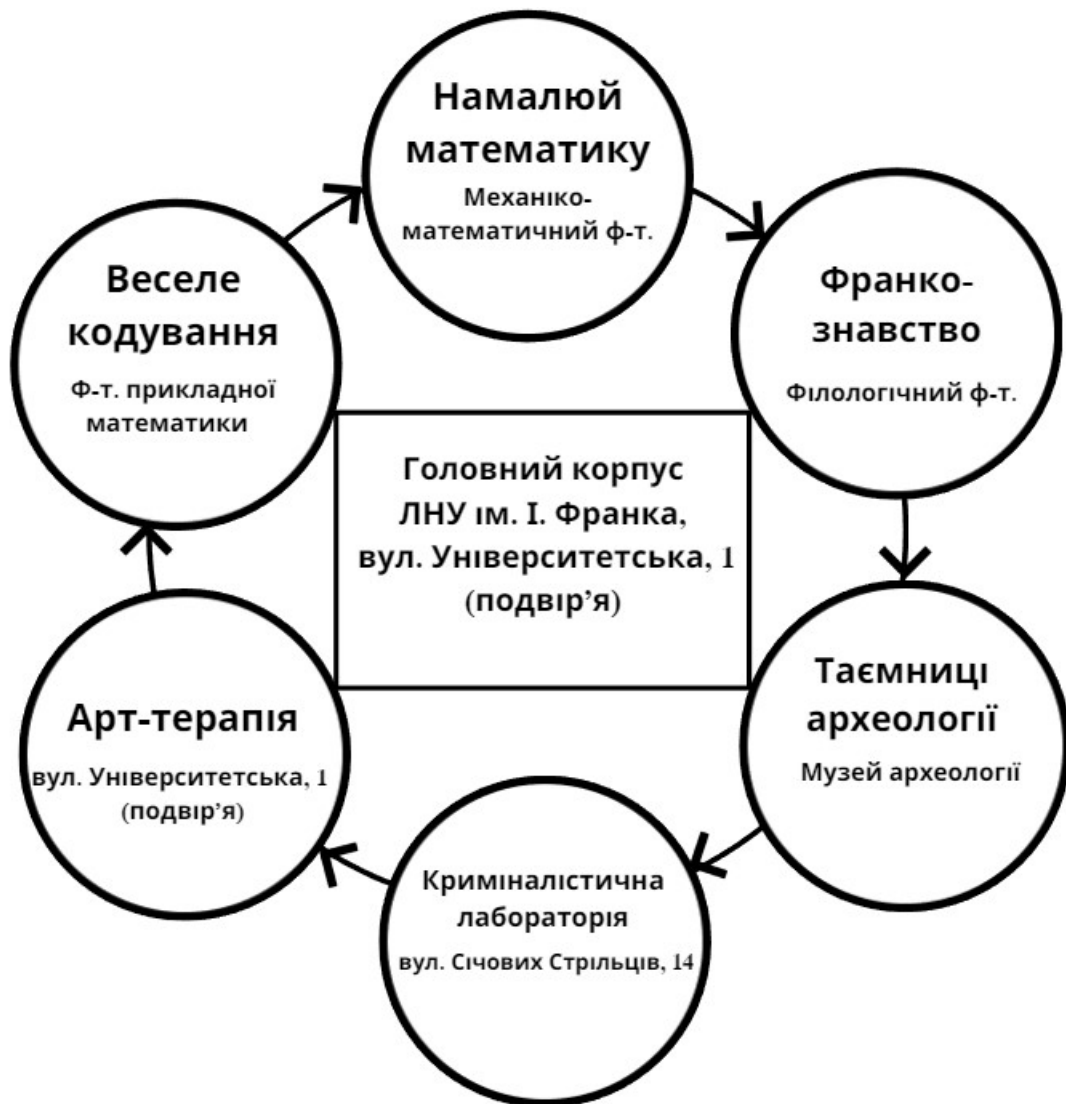 Намалюй
математику
Механіко-
математичний ф-т.
Франко-
знавство
Філологічний ф-т.
Таємниці
археології
Музей археології
Криміналістична
лабораторія
вул. Січових Стрільців, 14
Арт-терапія
вул. Університетська, 1
(подвір’я)
Веселе
кодування
Ф-т. прикладної
математики
Головний корпус
ЛНУ ім. І. Франка,
вул. Університетська, 1
(подвір’я)